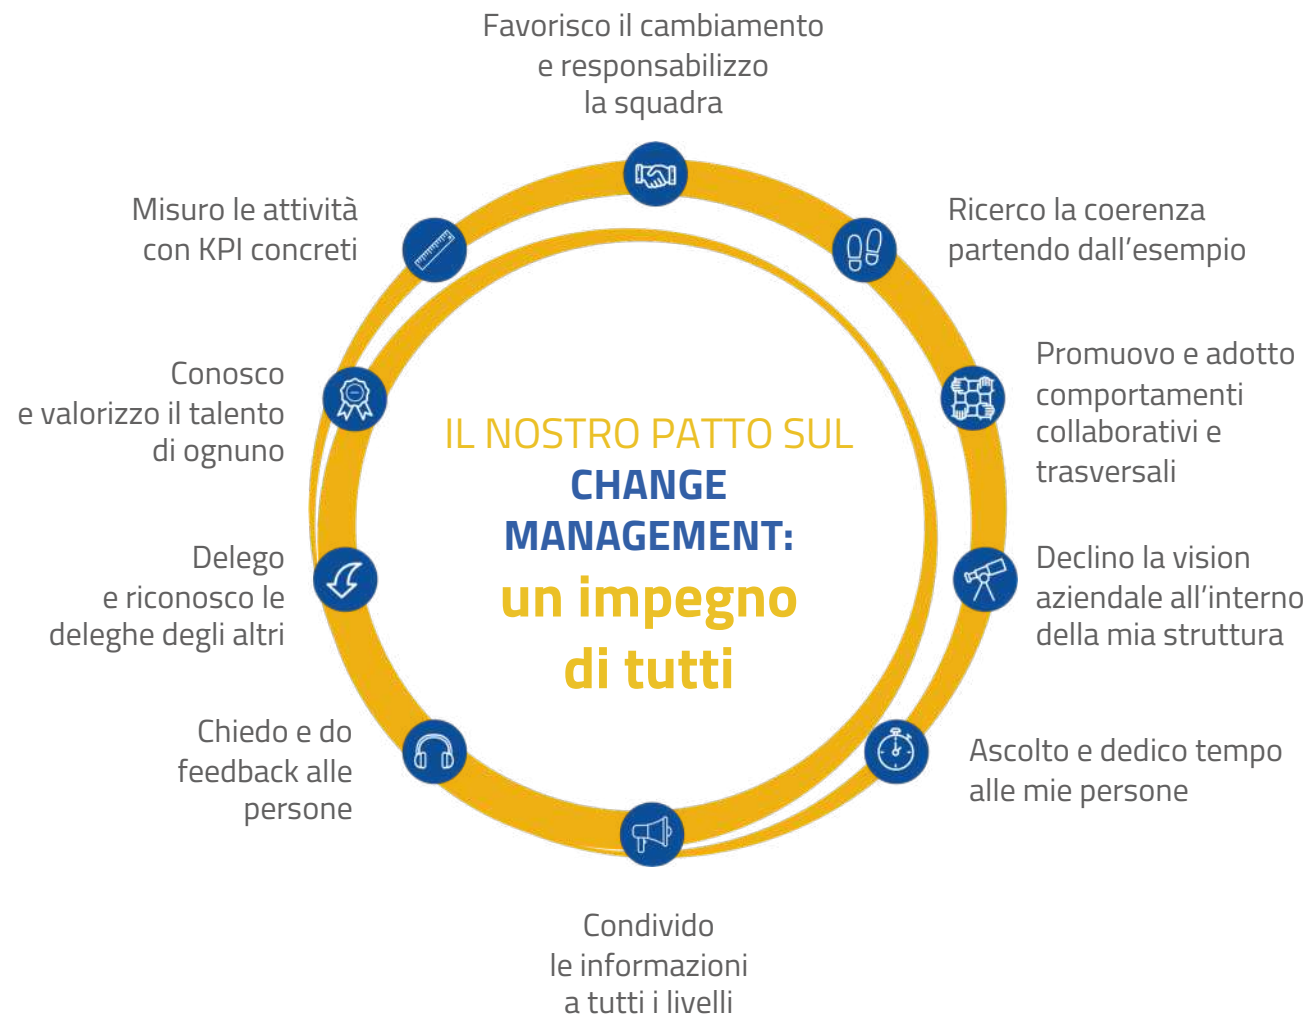 Favorisco il cambiamento
e responsabilizzo
la squadra
Ricerco la coerenza
partendo dall'esempio
Promuovo e adotto
comportamenti
collaborativi e
trasversali
Declino la vision
aziendale all'interno
della mia struttura
Ascolto e dedico tempo
alle mie persone
Condivido
le informazioni
a tutti i livelli
Chiedo e do
feedback alle
persone
Delego
e riconosco le
deleghe degli altri
Conosco
e valorizzo il talento
di ognuno
Misuro le attività
con KPI concreti
IL NOSTRO PATTO SUL
CHANGE
MANAGEMENT:
un impegno
di tutti